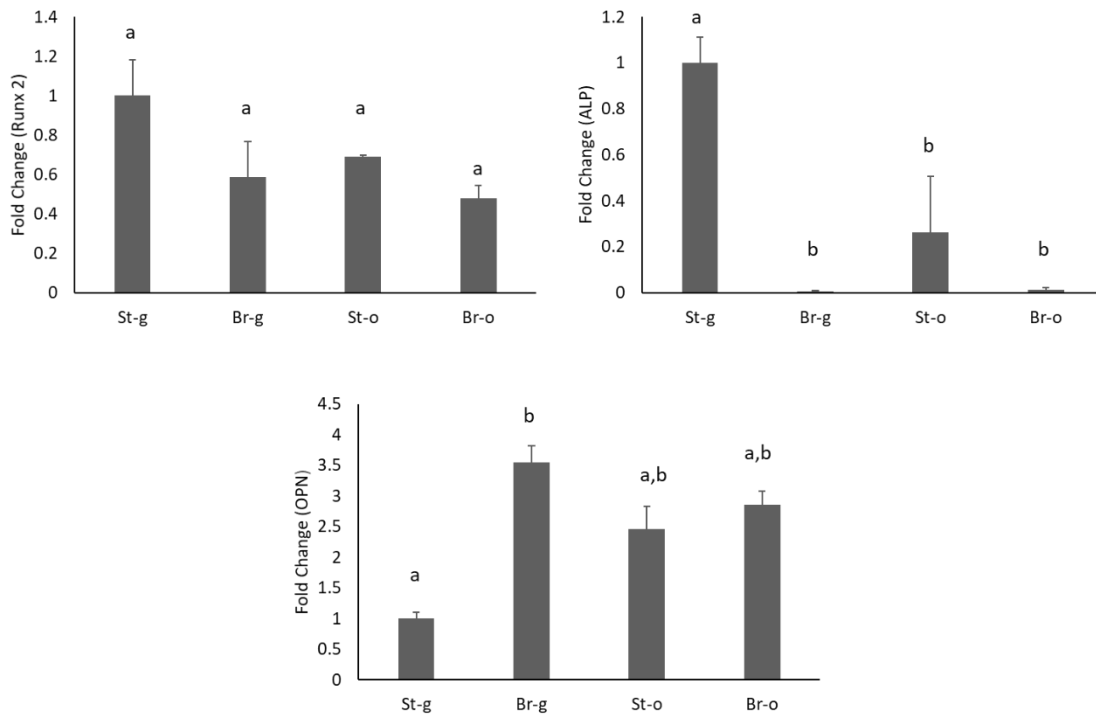 Fold Change (Runx 2)
1.4
1.2
1
0.8
0.6
0.4
0.2
0
a
a
a
a
St-g
Br-g
St-o
Br-o
Fold Change (ALP)
1.2
1
0.8
0.6
0.4
0.2
0
a
b
b
b
St-g
Br-g
St-o
Br-o
Fold Change (OPN)
4.5
4
3.5
3
2.5
2
1.5
1
0.5
0
a
b
a,b
a,b
St-g
Br-g
St-o
Br-o